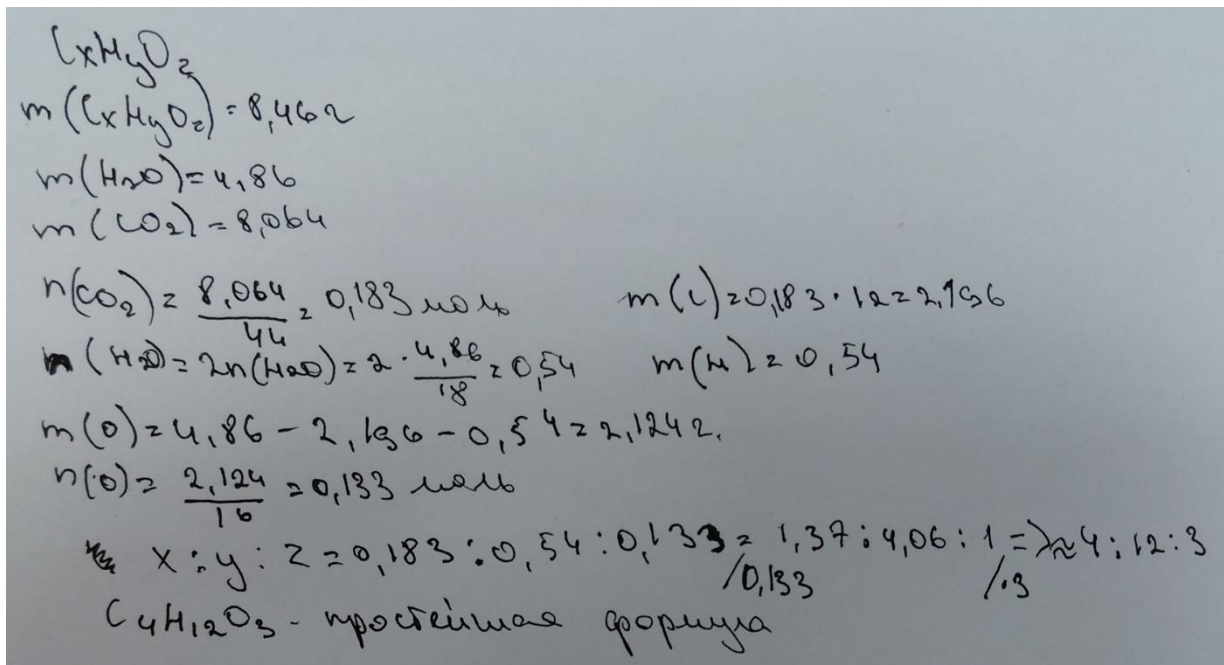 CxHyOz
m(CxHyOz)=8,46г
m(H2O)=4,86
m(CO2)=8,064
n(CO2)= 8,064/44 = 0,183 моль m(C)=0,183·12=2,196
n(H2O)=2n(H2O)=2·4,86/18=0,54 m(H)=0,54
m(O)=4,86-2,196-0,54=2,124г.
n(O)= 2,124/16 =0,133 моль
x:y:z=0,183:0,54:0,133= 1,37:4,06:1 =>≈4:12:3
/0,133 /·3
C4H12O3- простейшая формула